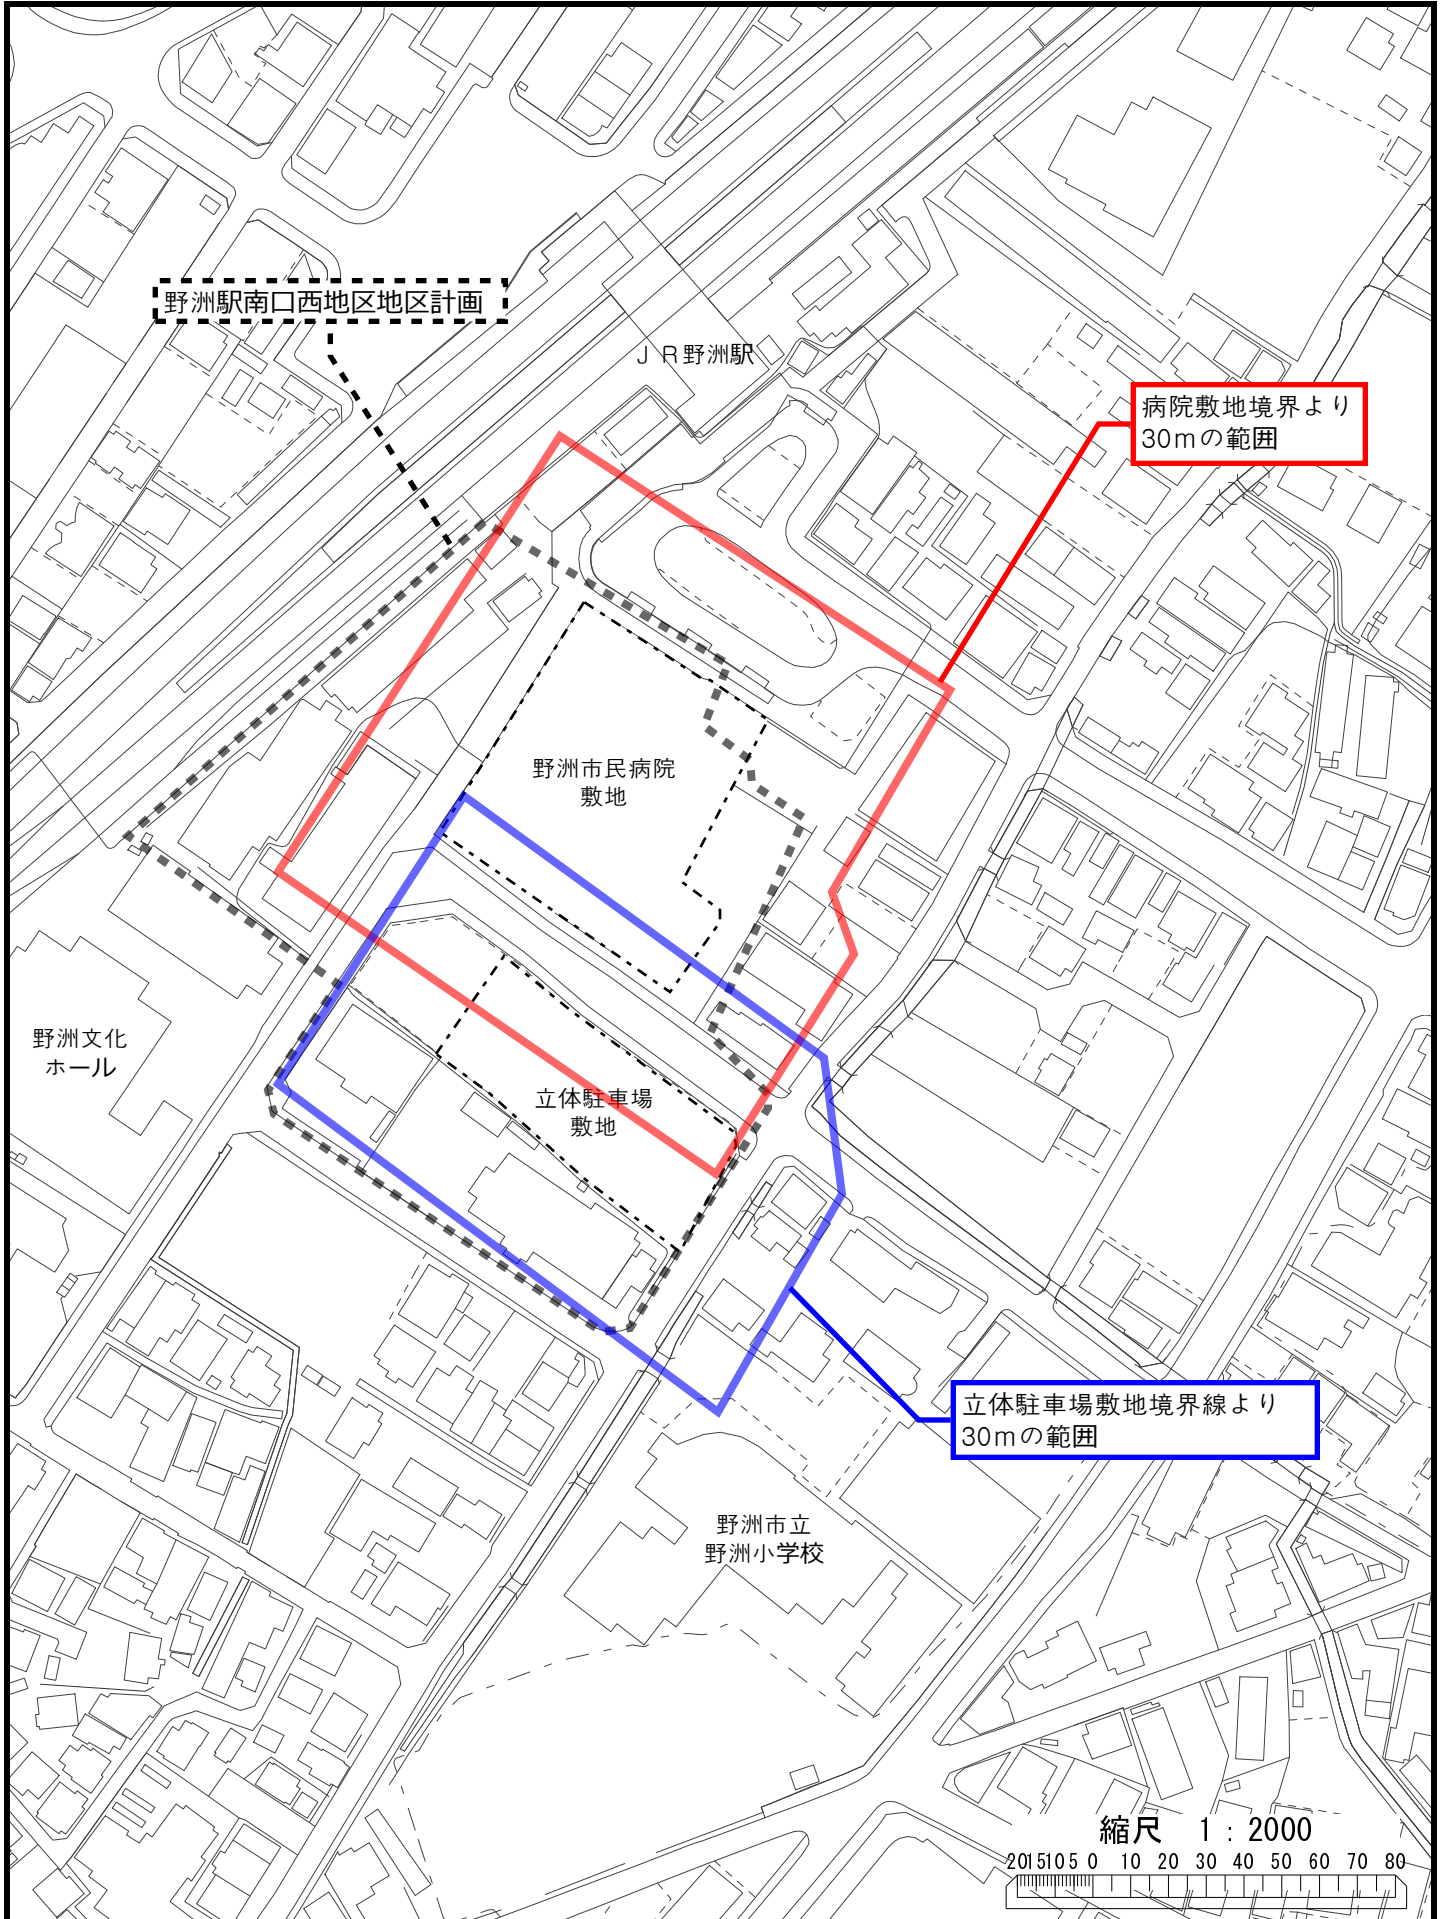 野洲駅南口西地区地区計画
ＪＲ野洲駅
病院敷地境界より
30ｍの範囲
野洲市民病院
敷地
野洲文化
ホール
立体駐車場
敷地
立体駐車場敷地境界線より
30ｍの範囲
野洲市立
野洲小学校
縮尺　1：2000
20 15 10 5 0 10 20 30 40 50 60 70 80